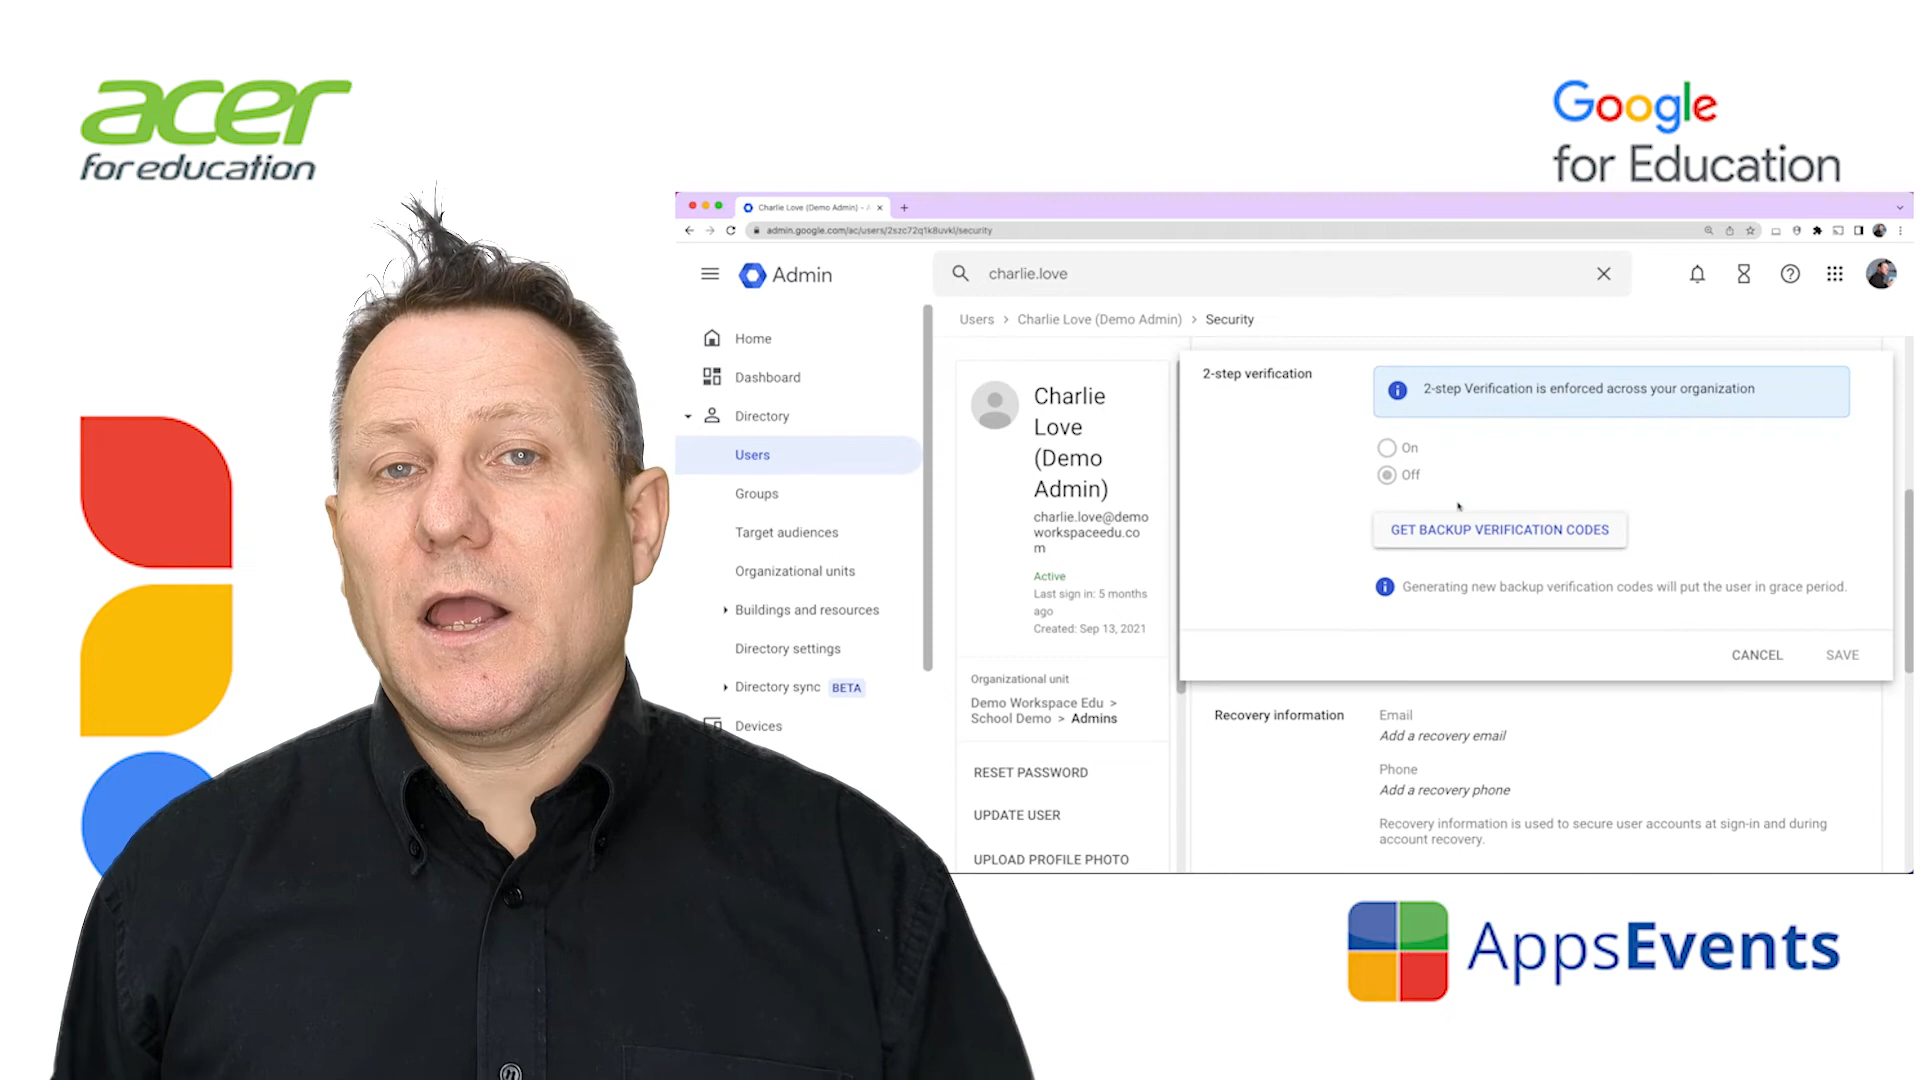 acer
for education
Google
for Education
Charlie Love (Demo Admin) - A
admin.google.com/ac/users/2szc72q1k8uvkl/security
Admin
charlie.love
Home
Dashboard
Directory
Users
Groups
Target audiences
Organizational units
Buildings and resources
Directory settings
Directory sync BETA
Devices
Users > Charlie Love (Demo Admin) > Security
Charlie
Love
(Demo
Admin)
charlie.love@demo
workspaceedu.co
m
Active
Last sign in: 5 months
ago
Created: Sep 13, 2021
Organizational unit
Demo Workspace Edu >
School Demo > Admins
RESET PASSWORD
UPDATE USER
UPLOAD PROFILE PHOTO
2-step verification
2-step Verification is enforced across your organization
On
Off
GET BACKUP VERIFICATION CODES
Generating new backup verification codes will put the user in grace period.
CANCEL SAVE
Recovery information
Email
Add a recovery email
Phone
Add a recovery phone
Recovery information is used to secure user accounts at sign-in and during
account recovery.
AppsEvents